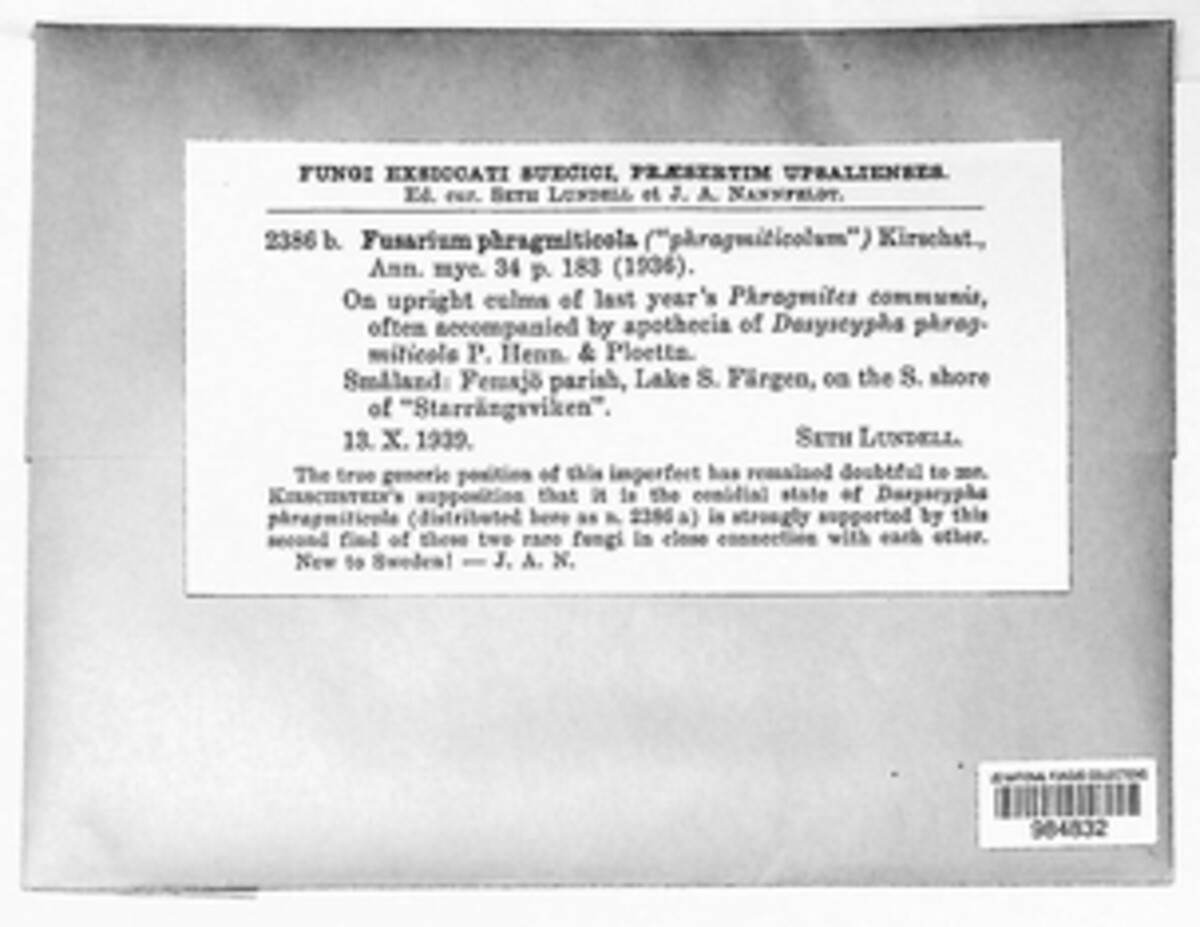 FUNGI EXSICCATI SUECICI, PRÆSERTIM UPSALIENSES.
Ed. cur. SETH LUNDELL et J. A. NANNFELDT.
2386 b. Fusarium phragmiticola ("phragmiticolum") Kirschst.,
Ann. myc. 34 p. 183 (1936).
On upright culms of last year's Phragmites communis,
often accompanied by apothecia of Dasyscypha phrag-
miticola P. Henn. & Ploettn.
Småland: Femsjö parish, Lake S. Färgen, on the S. shore
of "Starrängsviken".
13. X. 1939. SETH LUNDELL.
The true generic position of this imperfect has remained doubtful to me.
KIRSCHSTEIN's supposition that it is the conidial state of Dasyscypha
phragmiticola (distributed here as n. 2386 a) is strongly supported by this
second find of these two rare fungi in close connection with each other.
New to Sweden! — J. A. N.
US NATIONAL FUNGUS COLLECTIONS
984832